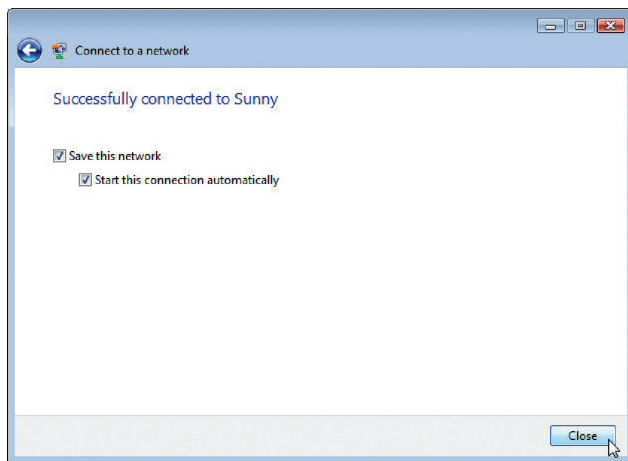 Connect to a network
Successfully connected to Sunny
Save this network
Start this connection automatically
Close